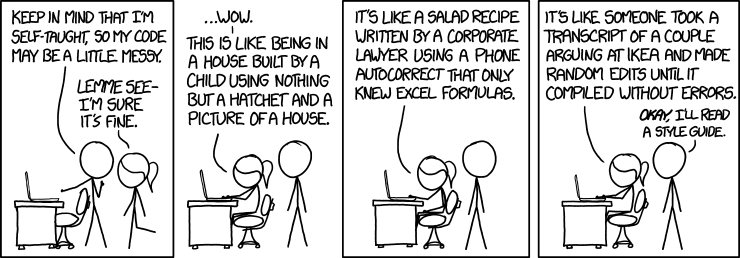 KEEP IN MIND THAT I'M
SELF-TAUGHT, SO MY CODE
MAY BE A LITTLE MESSY.
LEMME SEE-
I'M SURE
IT'S FINE.
...WOW.
THIS IS LIKE BEING IN
A HOUSE BUILT BY A
CHILD USING NOTHING
BUT A HATCHET AND A
PICTURE OF A HOUSE.
IT'S LIKE A SALAD RECIPE
WRITTEN BY A CORPORATE
LAWYER USING A PHONE
AUTOCORRECT THAT ONLY
KNEW EXCEL FORMULAS.
IT'S LIKE SOMEONE TOOK A
TRANSCRIPT OF A COUPLE
ARGUING AT IKEA AND MADE
RANDOM EDITS UNTIL IT
COMPILED WITHOUT ERRORS.
OKAY, I'LL READ
A STYLE GUIDE.